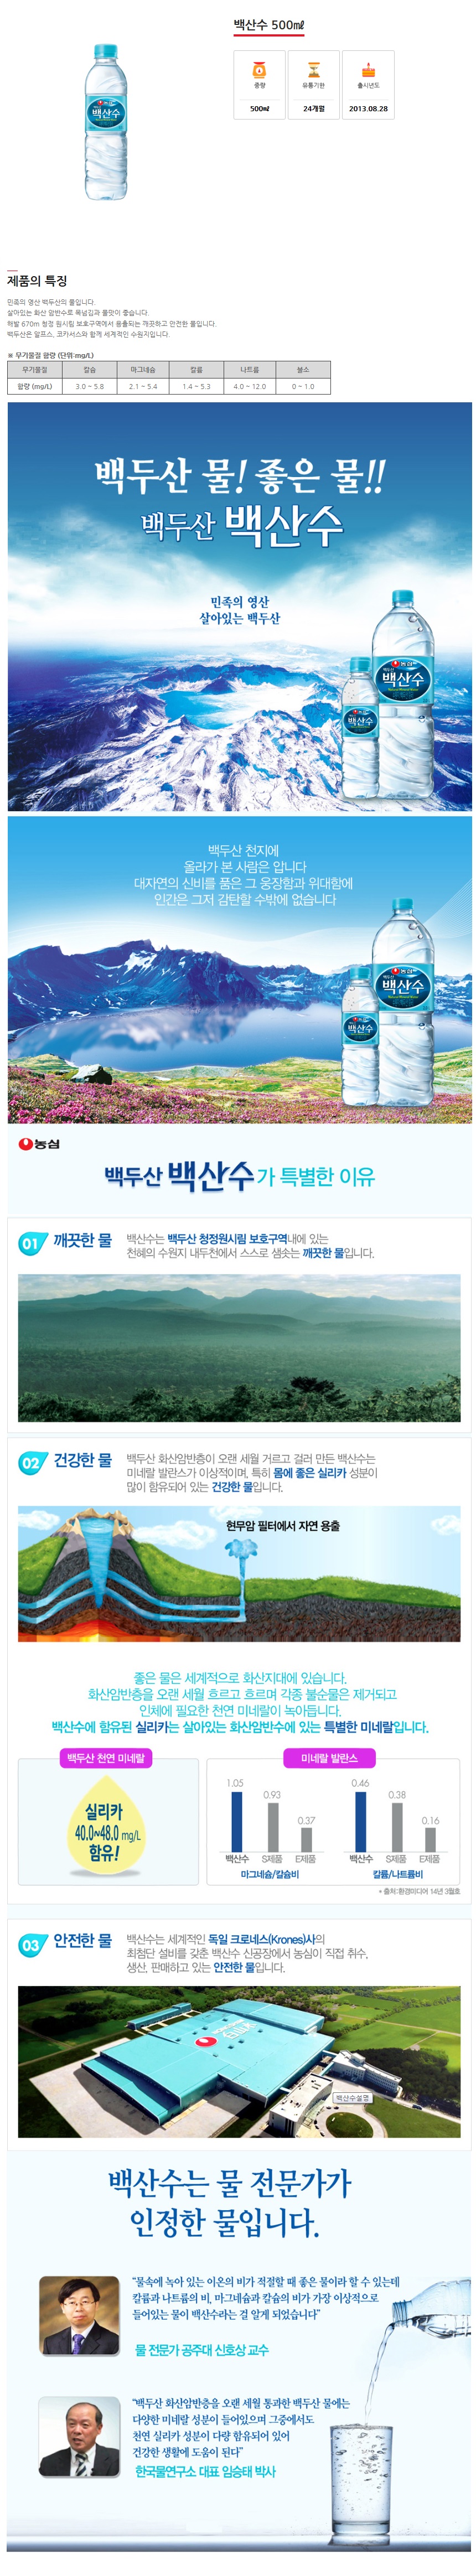 백산수 500㎖
중량
유통기한
출시년도
500㎖
24개월
2013.08.28
제품의 특징
민족의 영산 백두산의 물입니다.
살아있는 화산 암반수로 목넘김과 물맛이 좋습니다.
해발 670m 청정 원시림 보호구역에서 용출되는 깨끗하고 안전한 물입니다.
백두산은 알프스, 코카서스와 함께 세계적인 수원지입니다.
※ 무기물질 함량 (단위:mg/L)
무기물질 칼슘 마그네슘 칼륨 나트륨 불소
함량 (mg/L) 3.0 ~ 5.8 2.1 ~ 5.4 1.4 ~ 5.3 4.0 ~ 12.0 0 ~ 1.0
백두산 물! 좋은 물!!
백두산 백산수
민족의 영산
살아있는 백두산
농심
백산수
백산수
백두산 천지에
올라가 본 사람은 압니다
대자연의 신비를 품은 그 웅장함과 위대함에
인간은 그저 감탄할 수밖에 없습니다
농심
백산수
백산수
농심
백두산 백산수가 특별한 이유
01 깨끗한 물
백산수는 백두산 청정원시림 보호구역내에 있는
천혜의 수원지 내두천에서 스스로 샘솟는 깨끗한 물입니다.
02 건강한 물
백두산 화산암반층이 오랜 세월 거르고 걸러 만든 백산수는
미네랄 발란스가 이상적이며, 특히 몸에 좋은 실리카 성분이
많이 함유되어 있는 건강한 물입니다.
현무암 필터에서 자연 용출
좋은 물은 세계적으로 화산지대에 있습니다.
화산암반층을 오랜 세월 흐르고 흐르며 각종 불순물은 제거되고
인체에 필요한 천연 미네랄이 녹아듭니다.
백산수에 함유된 실리카는 살아있는 화산암반수에 있는 특별한 미네랄입니다.
백두산 천연 미네랄
실리카
40.0~48.0 mg/L
함유!
미네랄 발란스
1.05 0.93 0.37
백산수 S제품 E제품
마그네슘/칼슘비
0.46 0.38 0.16
백산수 S제품 E제품
칼륨/나트륨비
* 출처:환경미디어 14년 3월호
03 안전한 물
백산수는 세계적인 독일 크로네스(Krones)사의
최첨단 설비를 갖춘 백산수 신공장에서 농심이 직접 취수,
생산, 판매하고 있는 안전한 물입니다.
백산수설명
백산수는 물 전문가가
인정한 물입니다.
“물속에 녹아 있는 이온의 비가 적절할 때 좋은 물이라 할 수 있는데
칼륨과 나트륨의 비, 마그네슘과 칼슘의 비가 가장 이상적으로
들어있는 물이 백산수라는 걸 알게 되었습니다”
물 전문가 공주대 신호상 교수
“백두산 화산암반층을 오랜 세월 통과한 백두산 물에는
다양한 미네랄 성분이 들어있으며 그중에서도
천연 실리카 성분이 다량 함유되어 있어
건강한 생활에 도움이 된다”
한국물연구소 대표 임승태 박사